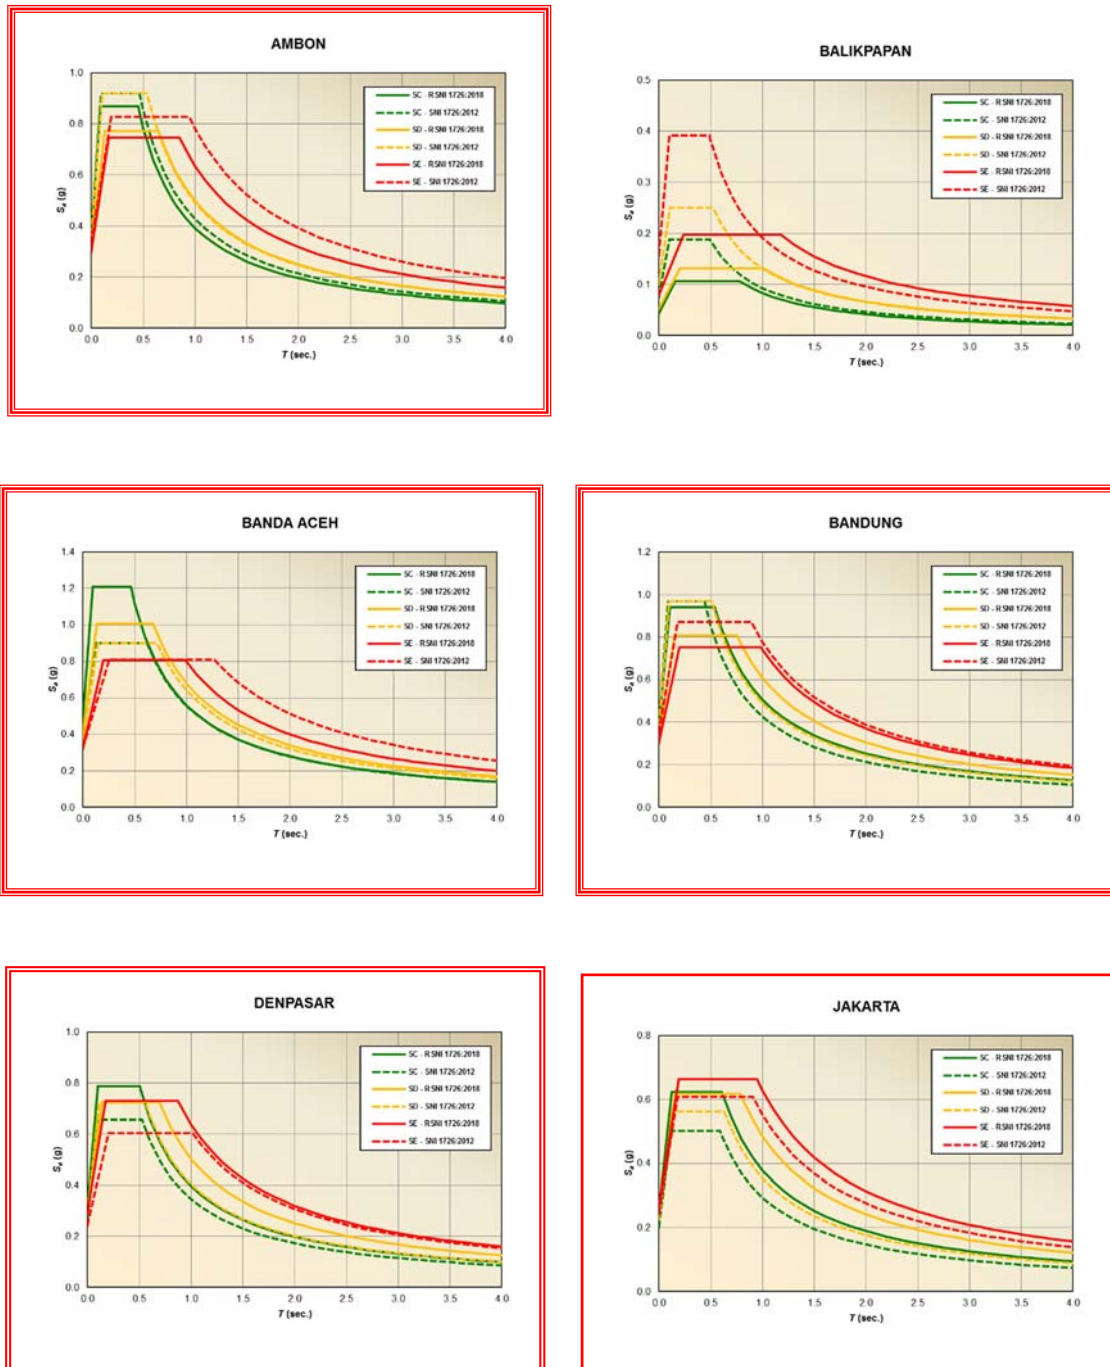 AMBON
1.0
0.8
0.6
0.4
0.2
0.0
Sa (g)
SC - RSNI 1726:2018
SC - SNI 1726:2012
SD - RSNI 1726:2018
SD - SNI 1726:2012
SE - RSNI 1726:2018
SE - SNI 1726:2012
0.0 0.5 1.0 1.5 2.0 2.5 3.0 3.5 4.0
T (sec.)
BALIKPAPAN
0.5
0.4
0.3
0.2
0.1
0.0
Sa (g)
SC - RSNI 1726:2018
SC - SNI 1726:2012
SD - RSNI 1726:2018
SD - SNI 1726:2012
SE - RSNI 1726:2018
SE - SNI 1726:2012
0.0 0.5 1.0 1.5 2.0 2.5 3.0 3.5 4.0
T (sec.)
BANDA ACEH
1.4
1.2
1.0
0.8
0.6
0.4
0.2
0.0
Sa (g)
SC - RSNI 1726:2018
SC - SNI 1726:2012
SD - RSNI 1726:2018
SD - SNI 1726:2012
SE - RSNI 1726:2018
SE - SNI 1726:2012
0.0 0.5 1.0 1.5 2.0 2.5 3.0 3.5 4.0
T (sec.)
BANDUNG
1.2
1.0
0.8
0.6
0.4
0.2
0.0
Sa (g)
SC - RSNI 1726:2018
SC - SNI 1726:2012
SD - RSNI 1726:2018
SD - SNI 1726:2012
SE - RSNI 1726:2018
SE - SNI 1726:2012
0.0 0.5 1.0 1.5 2.0 2.5 3.0 3.5 4.0
T (sec.)
DENPASAR
1.0
0.8
0.6
0.4
0.2
0.0
Sa (g)
SC - RSNI 1726:2018
SC - SNI 1726:2012
SD - RSNI 1726:2018
SD - SNI 1726:2012
SE - RSNI 1726:2018
SE - SNI 1726:2012
0.0 0.5 1.0 1.5 2.0 2.5 3.0 3.5 4.0
T (sec.)
JAKARTA
0.8
0.6
0.4
0.2
0.0
Sa (g)
SC - RSNI 1726:2018
SC - SNI 1726:2012
SD - RSNI 1726:2018
SD - SNI 1726:2012
SE - RSNI 1726:2018
SE - SNI 1726:2012
0.0 0.5 1.0 1.5 2.0 2.5 3.0 3.5 4.0
T (sec.)